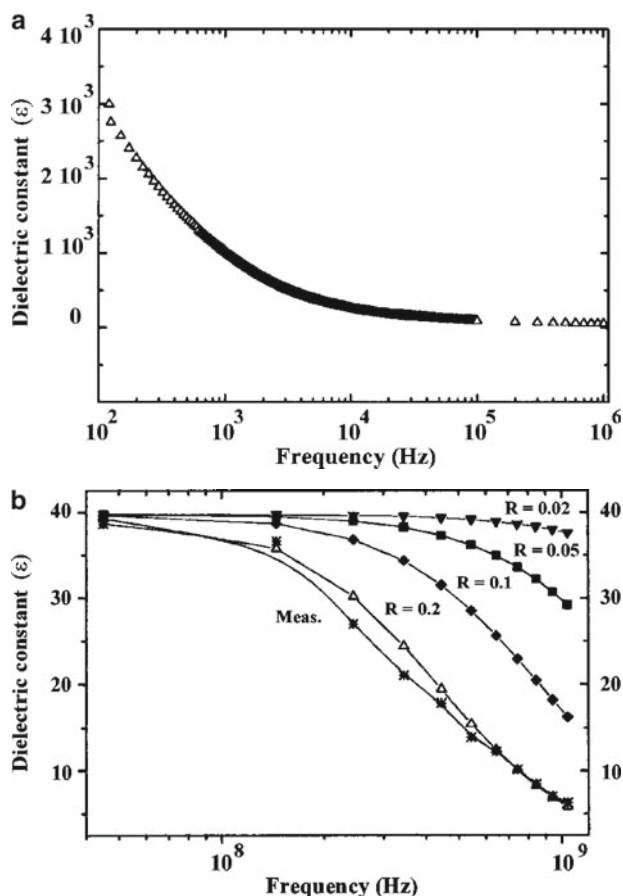 a
4 10³
3 10³
2 10³
1 10³
0
Dielectric constant (ε)
10² 10³ 10⁴ 10⁵ 10⁶
Frequency (Hz)
b
40 40
30 30
20 20
10 10
Dielectric constant (ε)
R = 0.02
R = 0.05
R = 0.1
R = 0.2
Meas.
10⁸ 10⁹
Frequency (Hz)